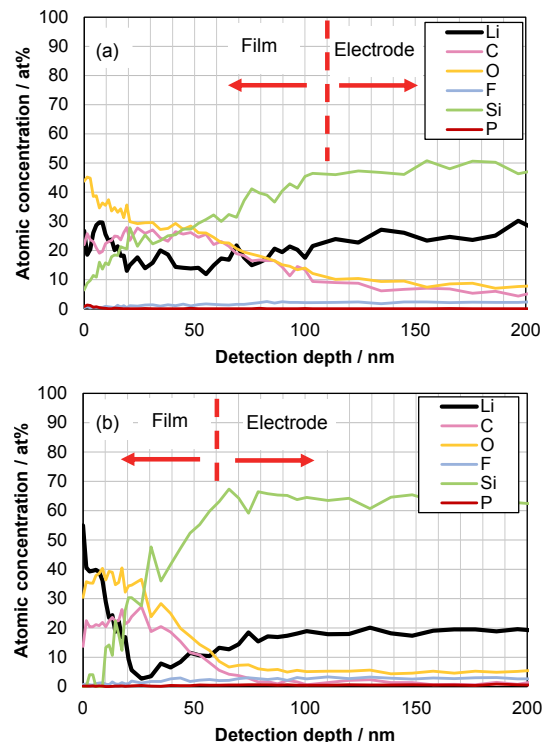 (a)
Film
Electrode
Li
C
O
F
Si
P
Atomic concentration / at%
100
90
80
70
60
50
40
30
20
10
0
0
50
100
150
200
Detection depth / nm
(b)
Film
Electrode
Li
C
O
F
Si
P
Atomic concentration / at%
100
90
80
70
60
50
40
30
20
10
0
0
50
100
150
200
Detection depth / nm